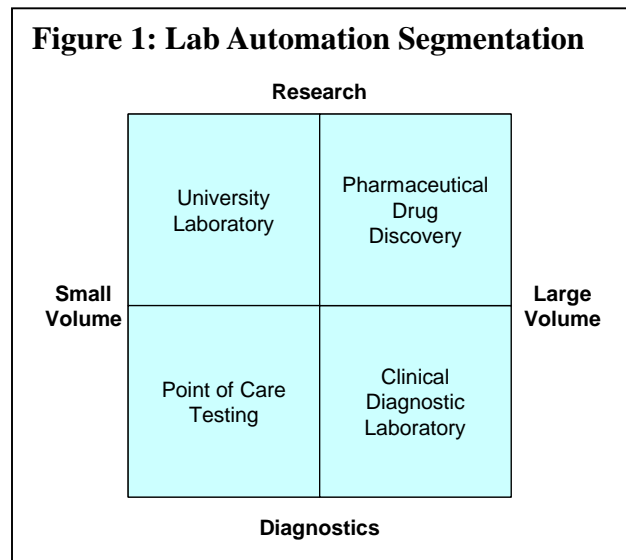 Figure 1: Lab Automation Segmentation
Research
University
Laboratory
Pharmaceutical
Drug
Discovery
Small
Volume
Large
Volume
Point of Care
Testing
Clinical
Diagnostic
Laboratory
Diagnostics